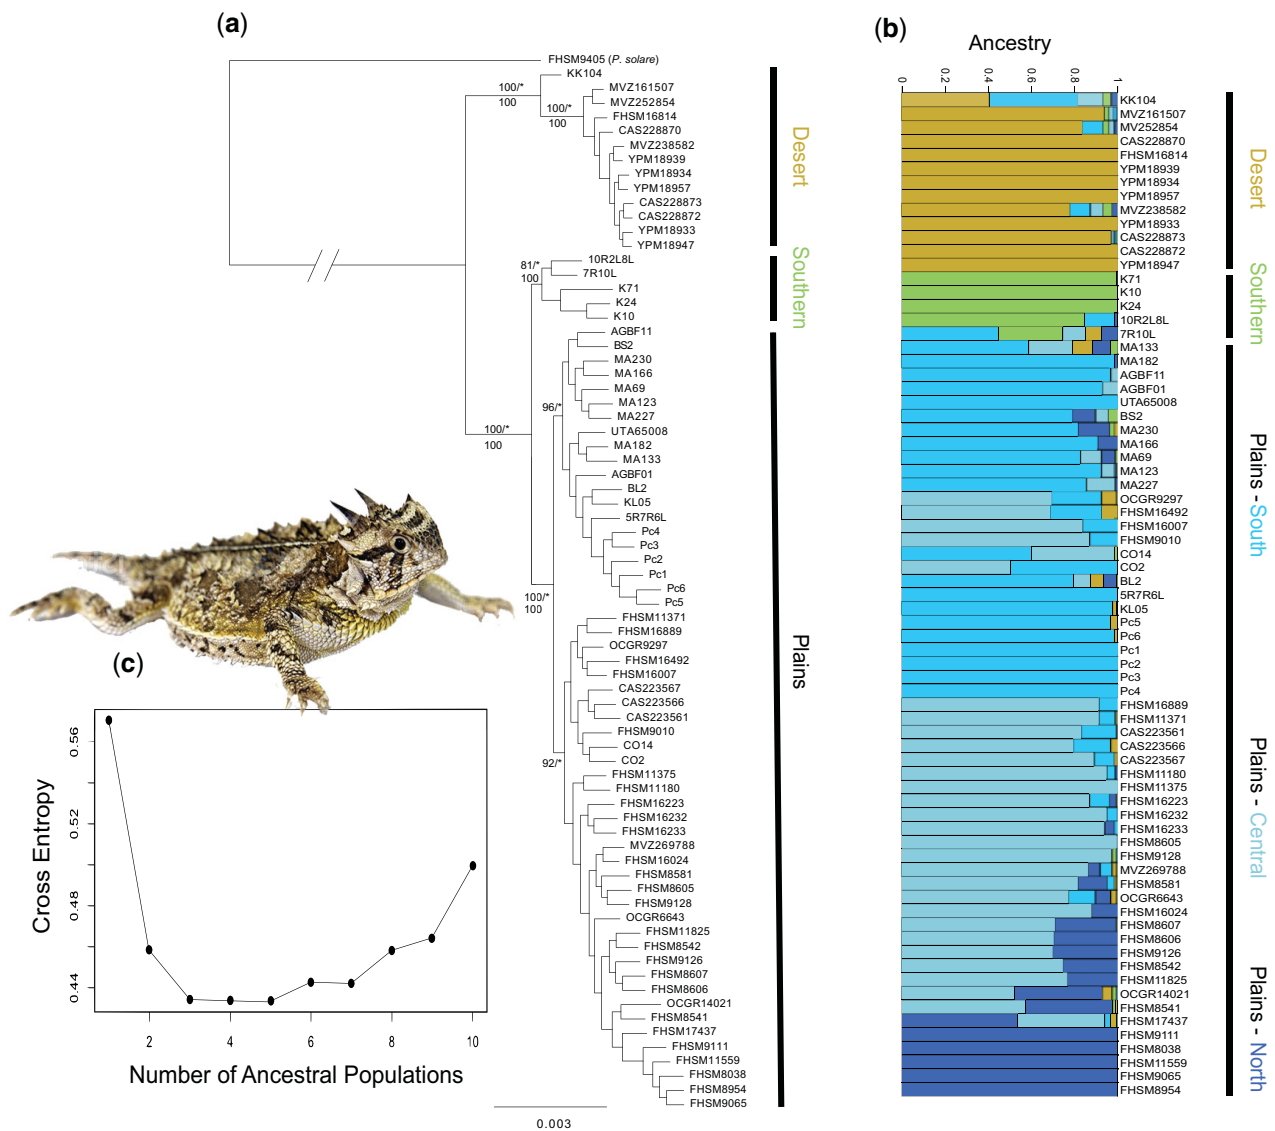 (a)
FHSM9405 (P. solare)
KK104
MVZ161507
MVZ252854
FHSM16814
CAS228870
MVZ238582
YPM18939
YPM18934
YPM18957
CAS228873
CAS228872
YPM18933
YPM18947
10R2L8L
7R10L
K71
K24
K10
AGBF11
BS2
MA230
MA166
MA69
MA123
MA227
UTA65008
MA182
MA133
AGBF01
BL2
KL05
5R7R6L
Pc4
Pc3
Pc2
Pc1
Pc6
Pc5
FHSM11371
FHSM16889
OCGR9297
FHSM16492
FHSM16007
CAS223567
CAS223566
CAS223561
FHSM9010
CO14
CO2
FHSM11375
FHSM11180
FHSM16223
FHSM16232
FHSM16233
MVZ269788
FHSM16024
FHSM8581
FHSM8605
FHSM9128
OCGR6643
FHSM11825
FHSM8542
FHSM9126
FHSM8607
FHSM8606
OCGR14021
FHSM8541
FHSM17437
FHSM9111
FHSM11559
FHSM8038
FHSM8954
FHSM9065
100/*
100
100/*
100
81/*
100
100/*
100
96/*
100/*
100
92/*
0.003
Desert
Southern
Plains
(b)
Ancestry
0
0.2
0.4
0.6
0.8
1
KK104
MVZ161507
MV252854
CAS228870
FHSM16814
YPM18939
YPM18934
YPM18957
MVZ238582
YPM18933
CAS228873
CAS228872
YPM18947
K71
K10
K24
10R2L8L
7R10L
MA133
MA182
AGBF11
AGBF01
UTA65008
BS2
MA230
MA166
MA69
MA123
MA227
OCGR9297
FHSM16492
FHSM16007
FHSM9010
CO14
CO2
BL2
5R7R6L
KL05
Pc5
Pc6
Pc1
Pc2
Pc3
Pc4
FHSM16889
FHSM11371
CAS223561
CAS223566
CAS223567
FHSM11180
FHSM11375
FHSM16223
FHSM16232
FHSM16233
FHSM8605
FHSM9128
MVZ269788
FHSM8581
OCGR6643
FHSM16024
FHSM8607
FHSM8606
FHSM9126
FHSM8542
FHSM11825
OCGR14021
FHSM8541
FHSM17437
FHSM9111
FHSM8038
FHSM11559
FHSM9065
FHSM8954
Desert
Southern
Plains - South
Plains - Central
Plains - North
(c)
Cross Entropy
0.56
0.52
0.48
0.44
2
4
6
8
10
Number of Ancestral Populations